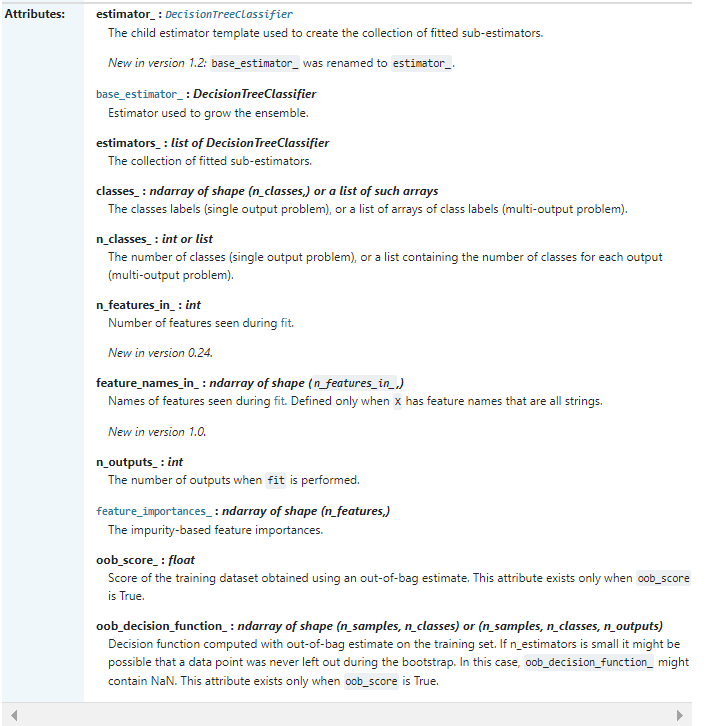 Attributes:
estimator_ : DecisionTreeClassifier
The child estimator template used to create the collection of fitted sub-estimators.
New in version 1.2: base_estimator_ was renamed to estimator_.
base_estimator_ : DecisionTreeClassifier
Estimator used to grow the ensemble.
estimators_ : list of DecisionTreeClassifier
The collection of fitted sub-estimators.
classes_ : ndarray of shape (n_classes,) or a list of such arrays
The classes labels (single output problem), or a list of arrays of class labels (multi-output problem).
n_classes_ : int or list
The number of classes (single output problem), or a list containing the number of classes for each output
(multi-output problem).
n_features_in_ : int
Number of features seen during fit.
New in version 0.24.
feature_names_in_ : ndarray of shape (n_features_in_,)
Names of features seen during fit. Defined only when X has feature names that are all strings.
New in version 1.0.
n_outputs_ : int
The number of outputs when fit is performed.
feature_importances_ : ndarray of shape (n_features,)
The impurity-based feature importances.
oob_score_ : float
Score of the training dataset obtained using an out-of-bag estimate. This attribute exists only when oob_score
is True.
oob_decision_function_ : ndarray of shape (n_samples, n_classes) or (n_samples, n_classes, n_outputs)
Decision function computed with out-of-bag estimate on the training set. If n_estimators is small it might be
possible that a data point was never left out during the bootstrap. In this case, oob_decision_function_ might
contain NaN. This attribute exists only when oob_score is True.